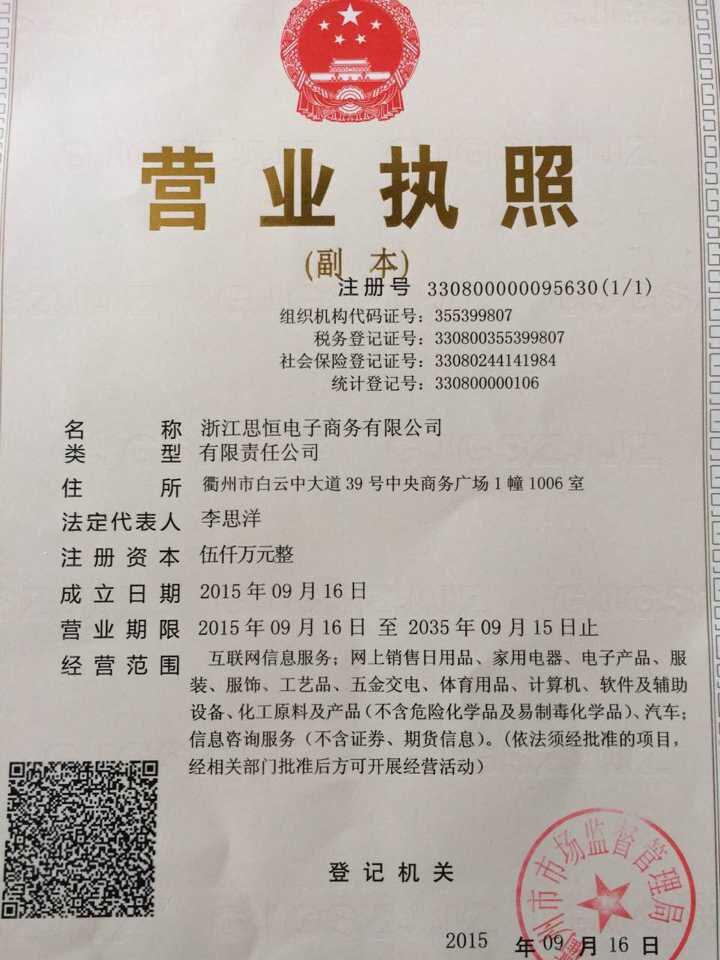 营业执照
(副 本)
注册号 330800000095630(1/1)
组织机构代码证号：355399807
税务登记证号：330800355399807
社会保险登记证号：33080244141984
统计登记号：330800000106
名 称 浙江思恒电子商务有限公司
类 型 有限责任公司
住 所 衢州市白云中大道39号中央商务广场1幢1006室
法定代表人 李思洋
注册资本 伍仟万元整
成立日期 2015年09月16日
营业期限 2015年09月16日 至 2035年09月15日止
经营范围 互联网信息服务；网上销售日用品、家用电器、电子产品、服
装、服饰、工艺品、五金交电、体育用品、计算机、软件及辅助
设备、化工原料及产品（不含危险化学品及易制毒化学品）、汽车；
信息咨询服务（不含证券、期货信息）。（依法须经批准的项目，
经相关部门批准后方可开展经营活动）
登记机关
衢州市市场监督管理局
2015 年 09 月 16 日